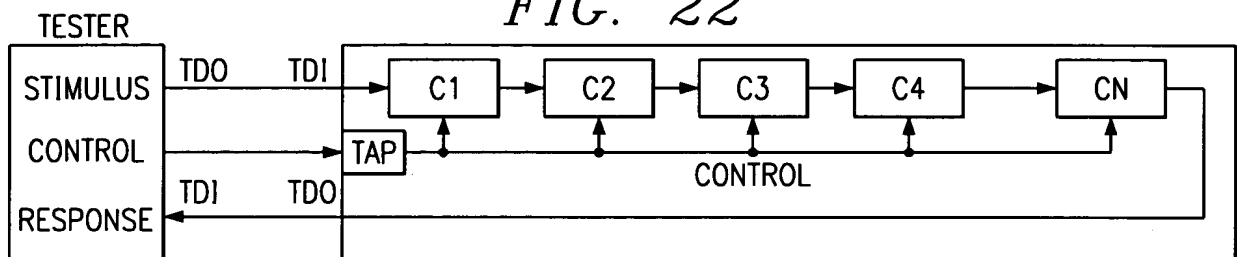 FIG. 22
TESTER
STIMULUS TDO TDI C1 C2 C3 C4 CN
CONTROL TAP CONTROL
RESPONSE TDI TDO